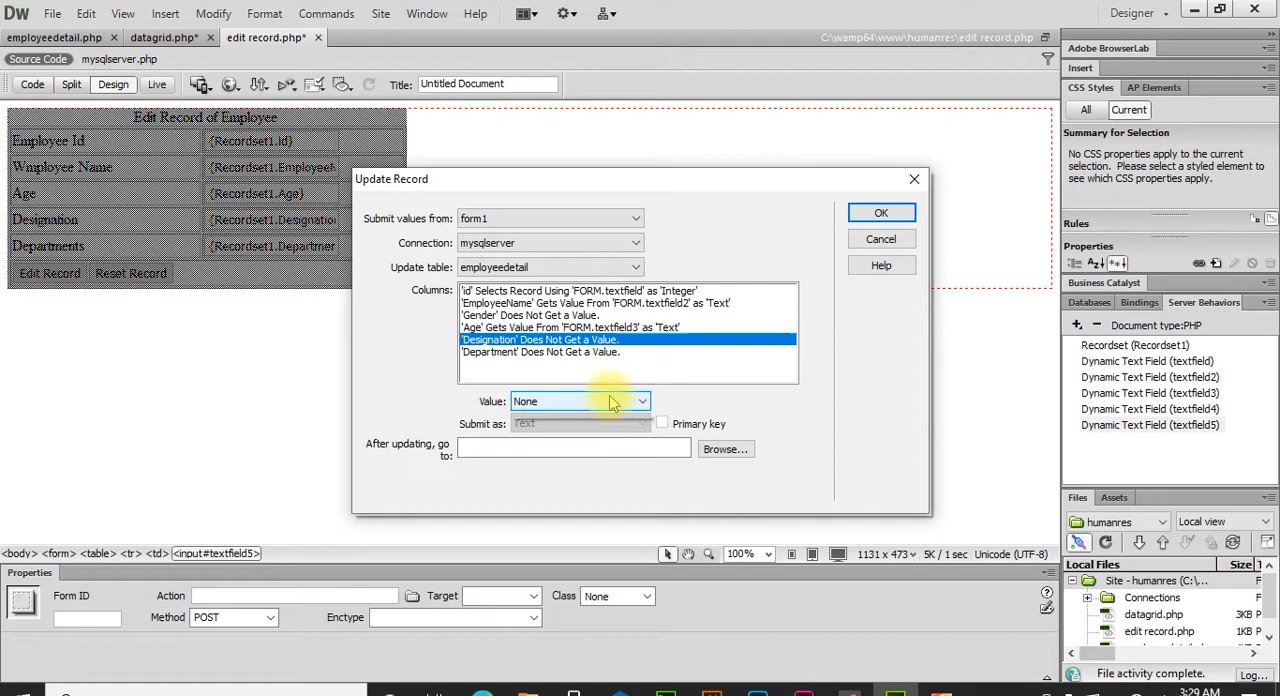 DW File Edit View Insert Modify Format Commands Site Window Help Designer
employeedetail.php × datagrid.php* × edit record.php* × C:\wamp64\www\humanres\edit record.php
Source Code mysqlserver.php
Code Split Design Live Title: Untitled Document
Edit Record of Employee
Employee Id {Recordset1.id}
Wmployee Name {Recordset1.EmployeeN
Age {Recordset1.Age}
Designation {Recordset1.Designation
Departments {Recordset1.Departmer
Edit Record Reset Record
Update Record
Submit values from: form1
Connection: mysqlserver
Update table: employeedetail
Columns: 'id' Selects Record Using 'FORM.textfield' as 'Integer'
'EmployeeName' Gets Value From 'FORM.textfield2' as 'Text'
'Gender' Does Not Get a Value.
'Age' Gets Value From 'FORM.textfield3' as 'Text'
'Designation' Does Not Get a Value.
'Department' Does Not Get a Value.
Value: None
Submit as: Text Primary key
After updating, go to: Browse...
OK
Cancel
Help
Adobe BrowserLab
Insert
CSS Styles AP Elements
All Current
Summary for Selection
No CSS properties apply to the current
selection. Please select a styled element to
see which CSS properties apply.
Rules
Properties
Business Catalyst
Databases Bindings Server Behaviors
Document type:PHP
Recordset (Recordset1)
Dynamic Text Field (textfield)
Dynamic Text Field (textfield2)
Dynamic Text Field (textfield3)
Dynamic Text Field (textfield4)
Dynamic Text Field (textfield5)
Files Assets
humanres Local view
Local Files Size T
Site - humanres (C:\... F
Connections F
datagrid.php 3KB P
edit record.php 1KB P
File activity complete. Log...
<body> <form> <table> <tr> <td> <input#textfield5> 100% 1131 x 473 5K / 1 sec Unicode (UTF-8)
Properties
Form ID Action Target Class None
Method POST Enctype
3:29 AM